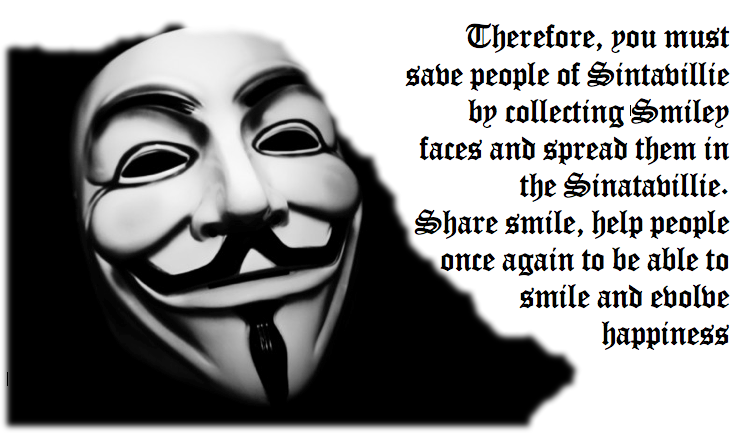 Therefore, you must
save people of Sintavillie
by collecting Smiley
faces and spread them in
the Sinatavillie.
Share smile, help people
once again to be able to
smile and evolve
happiness